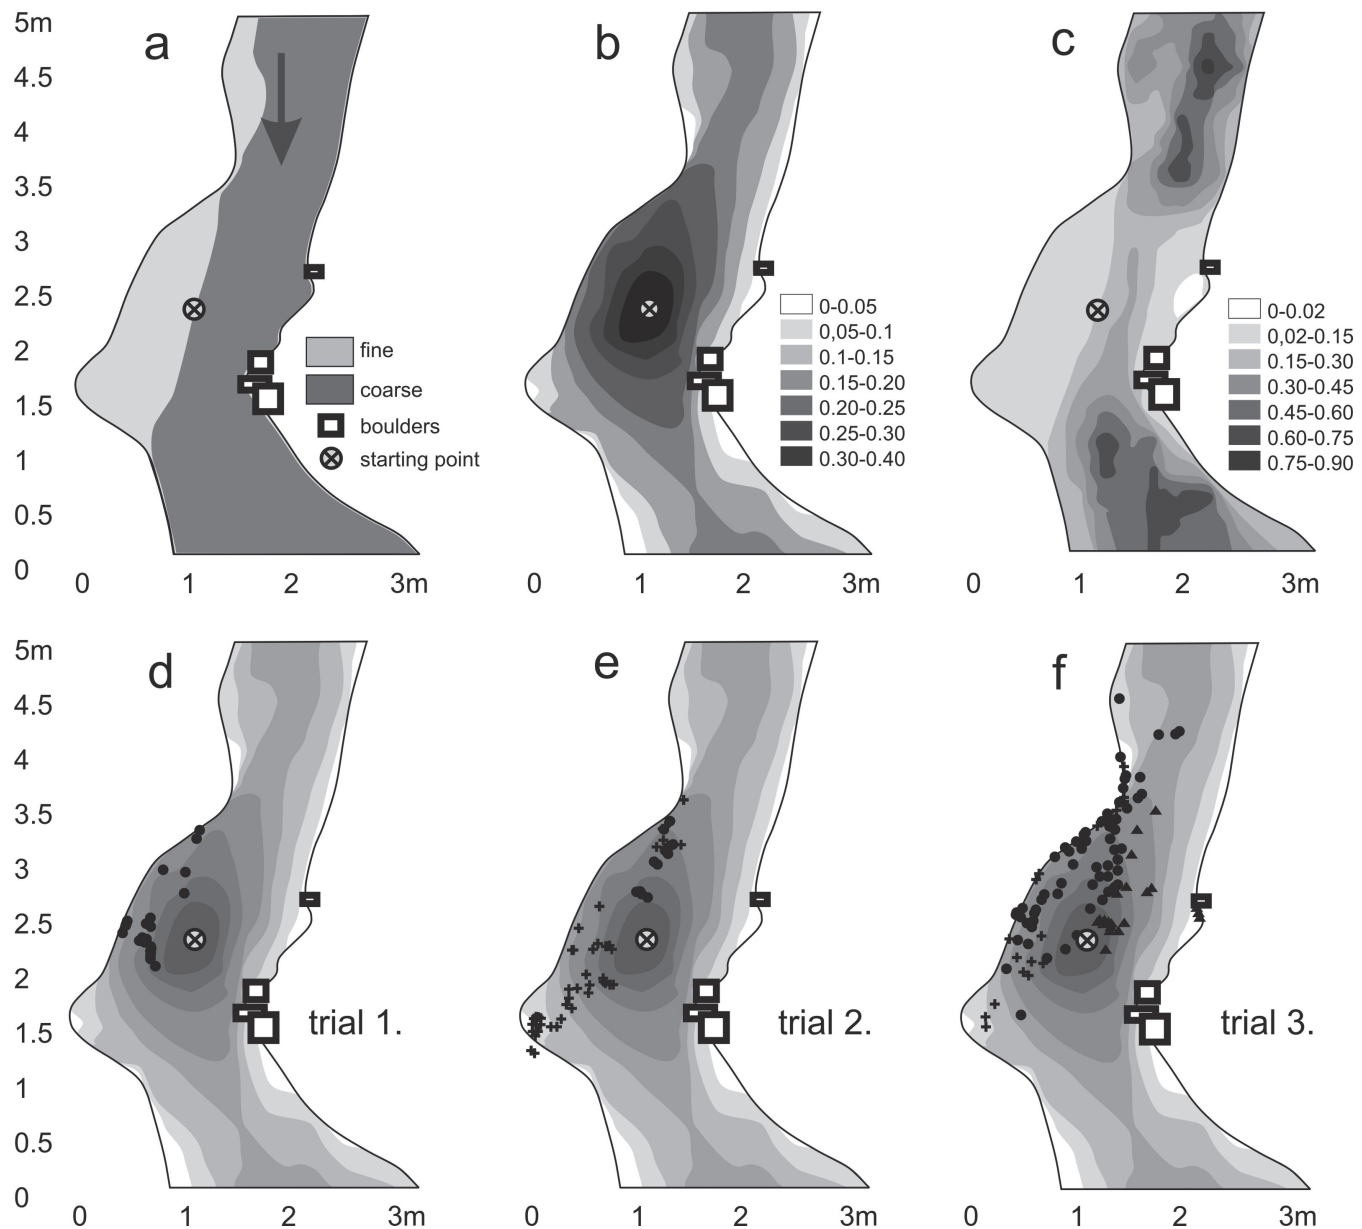 a
b
c
5m
4.5
4
3.5
3
2.5
2
1.5
1
0.5
0
fine
coarse
boulders
starting point
0-0.05
0,05-0.1
0.1-0.15
0.15-0.20
0.20-0.25
0.25-0.30
0.30-0.40
0-0.02
0,02-0.15
0.15-0.30
0.30-0.45
0.45-0.60
0.60-0.75
0.75-0.90
0 1 2 3m
0 1 2 3m
0 1 2 3m
d
e
f
5m
4.5
4
3.5
3
2.5
2
1.5
1
0.5
0
trial 1.
trial 2.
trial 3.
0 1 2 3m
0 1 2 3m
0 1 2 3m